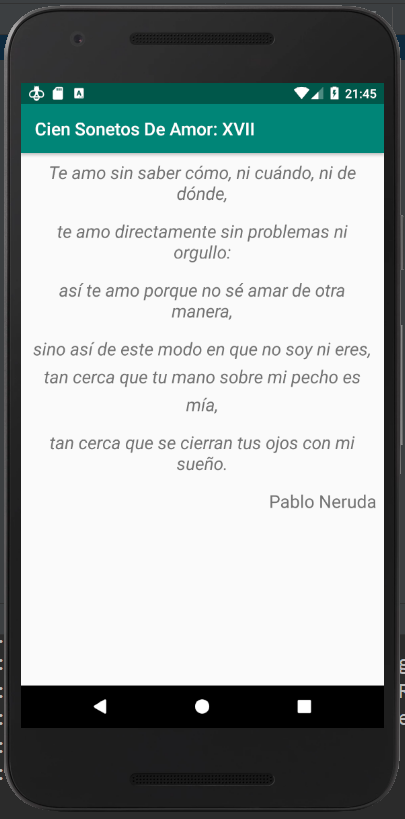 21:45
Cien Sonetos De Amor: XVII
Te amo sin saber cómo, ni cuándo, ni de
dónde,
te amo directamente sin problemas ni
orgullo:
así te amo porque no sé amar de otra
manera,
sino así de este modo en que no soy ni eres,
tan cerca que tu mano sobre mi pecho es
mía,
tan cerca que se cierran tus ojos con mi
sueño.
Pablo Neruda